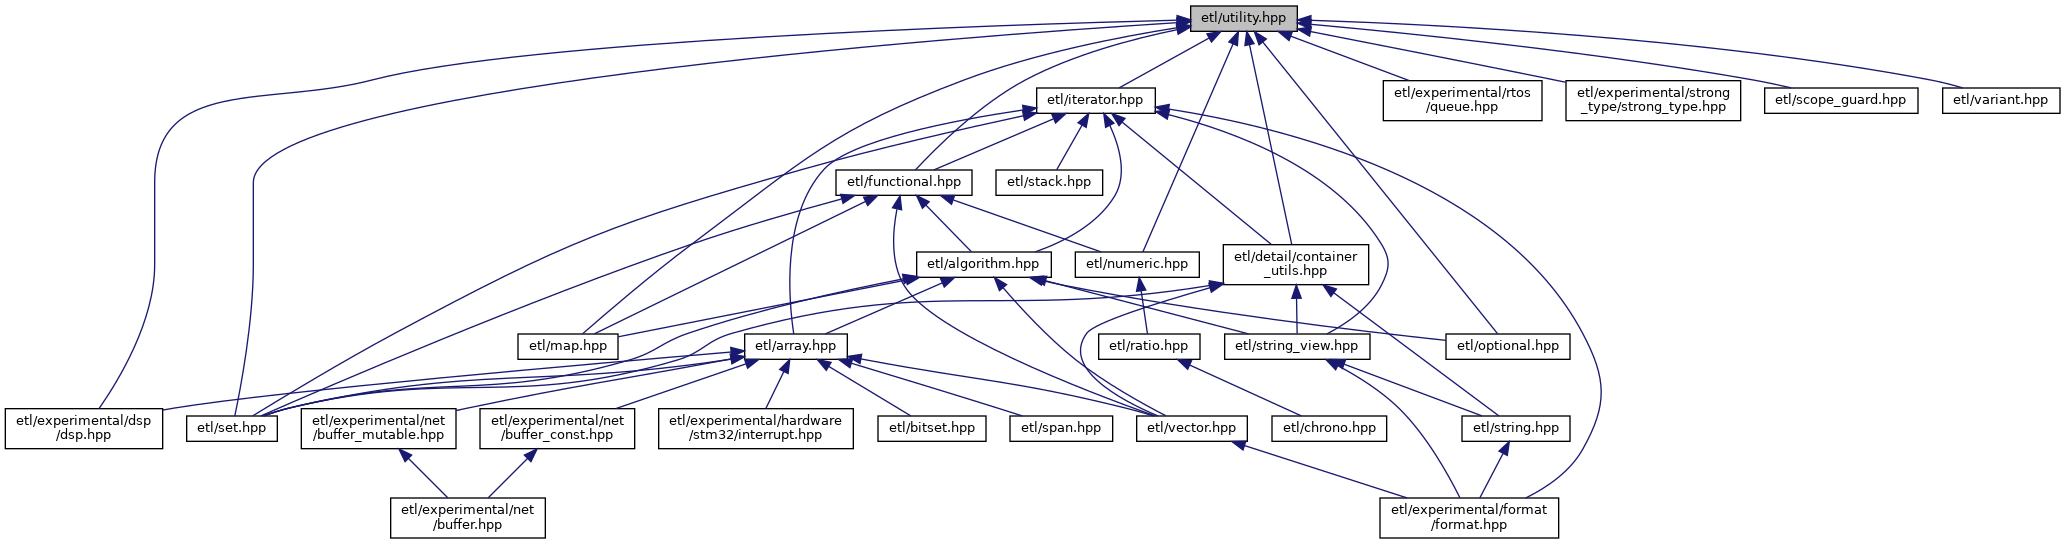 etl/utility.hpp
etl/iterator.hpp
etl/experimental/rtos
/queue.hpp
etl/experimental/strong
_type/strong_type.hpp
etl/scope_guard.hpp
etl/variant.hpp
etl/functional.hpp
etl/stack.hpp
etl/algorithm.hpp
etl/numeric.hpp
etl/detail/container
_utils.hpp
etl/map.hpp
etl/array.hpp
etl/ratio.hpp
etl/string_view.hpp
etl/optional.hpp
etl/experimental/dsp
/dsp.hpp
etl/set.hpp
etl/experimental/net
/buffer_mutable.hpp
etl/experimental/net
/buffer_const.hpp
etl/experimental/hardware
/stm32/interrupt.hpp
etl/bitset.hpp
etl/span.hpp
etl/vector.hpp
etl/chrono.hpp
etl/string.hpp
etl/experimental/net
/buffer.hpp
etl/experimental/format
/format.hpp